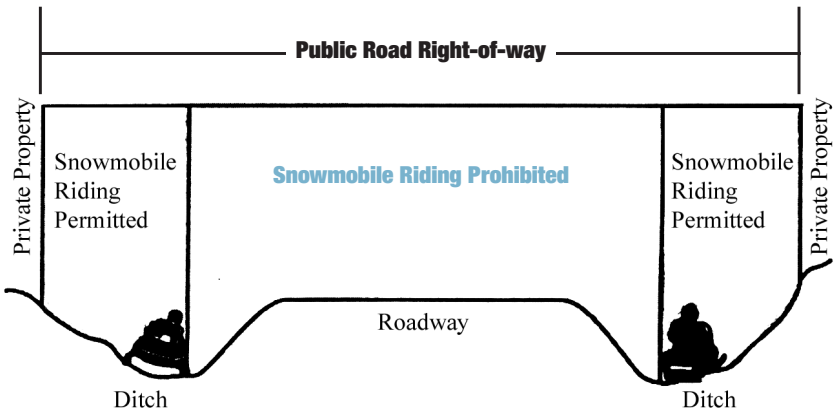 Public Road Right-of-way
Private Property
Snowmobile
Riding
Permitted
Snowmobile Riding Prohibited
Snowmobile
Riding
Permitted
Private Property
Roadway
Ditch
Ditch